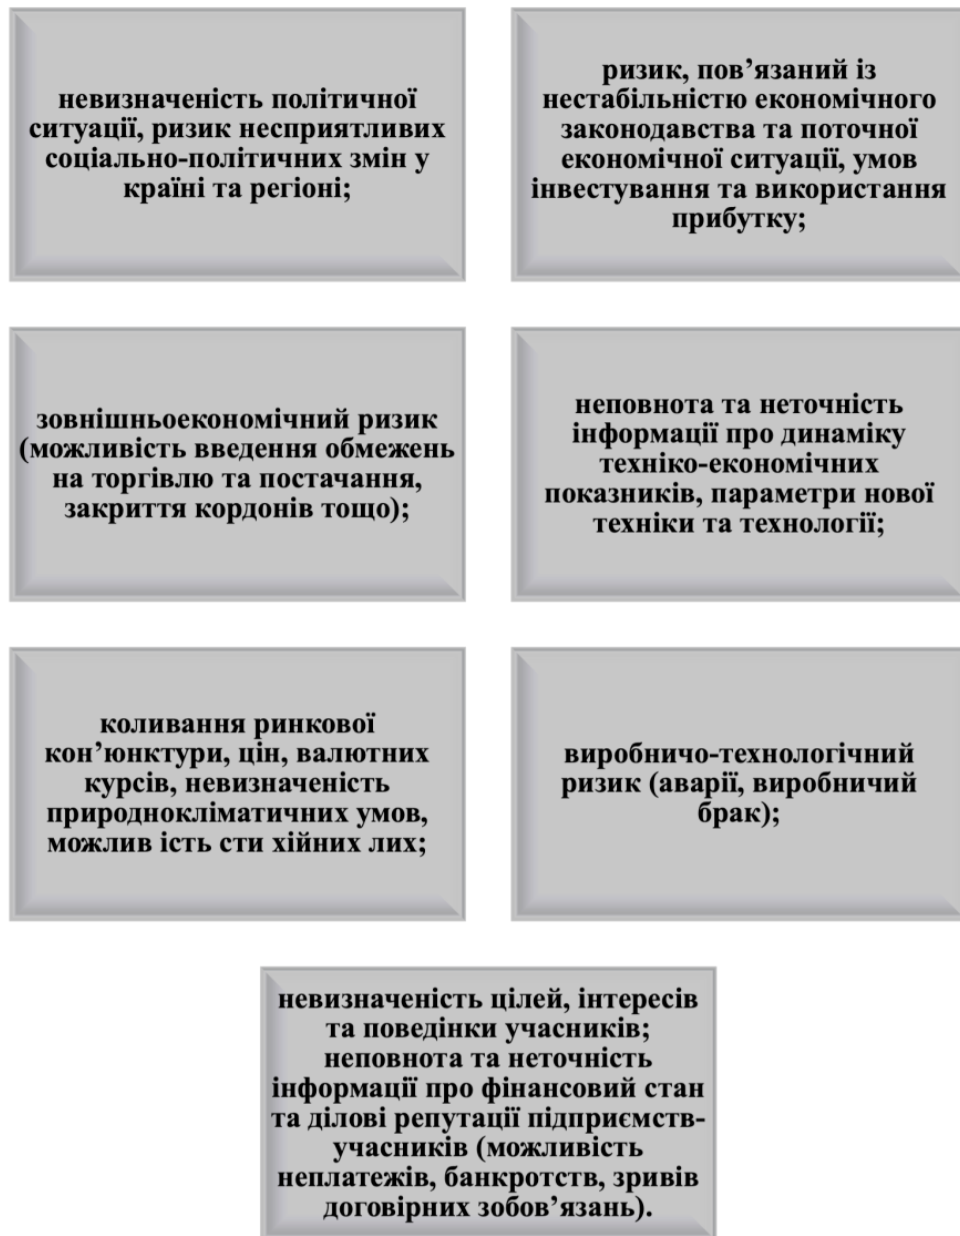 невизначеність політичної
ситуації, ризик несприятливих
соціально-політичних змін у
країні та регіоні;
ризик, пов’язаний із
нестабільністю економічного
законодавства та поточної
економічної ситуації, умов
інвестування та використання
прибутку;
зовнішньоекономічний ризик
(можливість введення обмежень
на торгівлю та постачання,
закриття кордонів тощо);
неповнота та неточність
інформації про динаміку
техніко-економічних
показників, параметри нової
техніки та технології;
коливання ринкової
кон’юнктури, цін, валютних
курсів, невизначеність
природнокліматичних умов,
можлив ість сти хійних лих;
виробничо-технологічний
ризик (аварії, виробничий
брак);
невизначеність цілей, інтересів
та поведінки учасників;
неповнота та неточність
інформації про фінансовий стан
та ділові репутації підприємств-
учасників (можливість
неплатежів, банкротств, зривів
договірних зобов’язань).